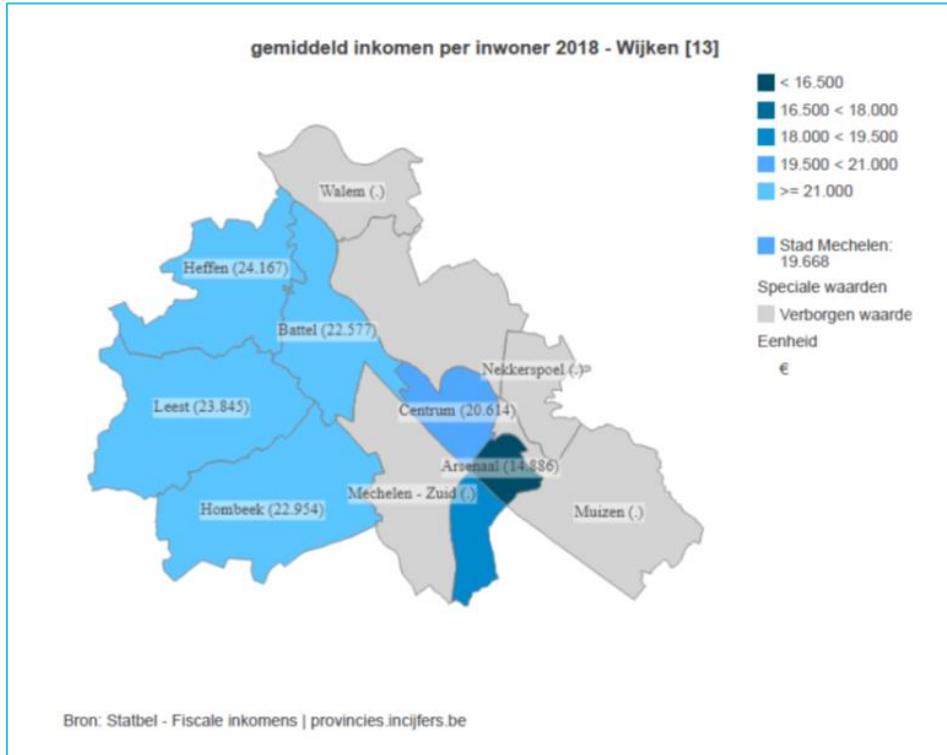 gemiddeld inkomen per inwoner 2018 - Wijken [13]
< 16.500
16.500 < 18.000
18.000 < 19.500
19.500 < 21.000
>= 21.000
Stad Mechelen:
19.668
Speciale waarden
Verborgen waarde
Eenheid
€
Walem (.)
Heffen (24.167)
Battel (22.577)
Nekkerspoel (.)
Leest (23.845)
Centrum (20.614)
Arsenaal (14.886)
Mechelen - Zuid (.)
Hombeek (22.954)
Muizen (.)
Bron: Statbel - Fiscale inkomens | provincies.incijfers.be